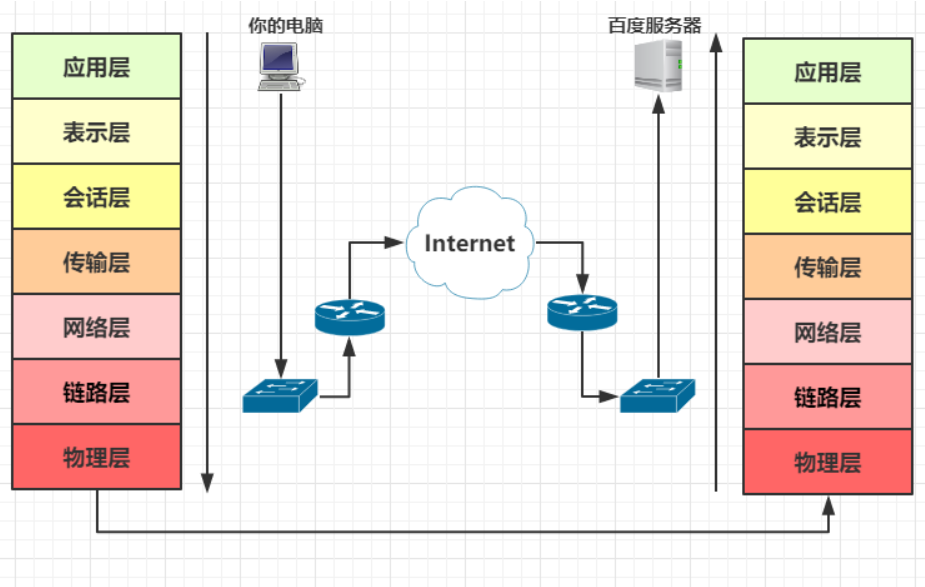 你的电脑
百度服务器
应用层
表示层
会话层
传输层
网络层
链路层
物理层
Internet
应用层
表示层
会话层
传输层
网络层
链路层
物理层